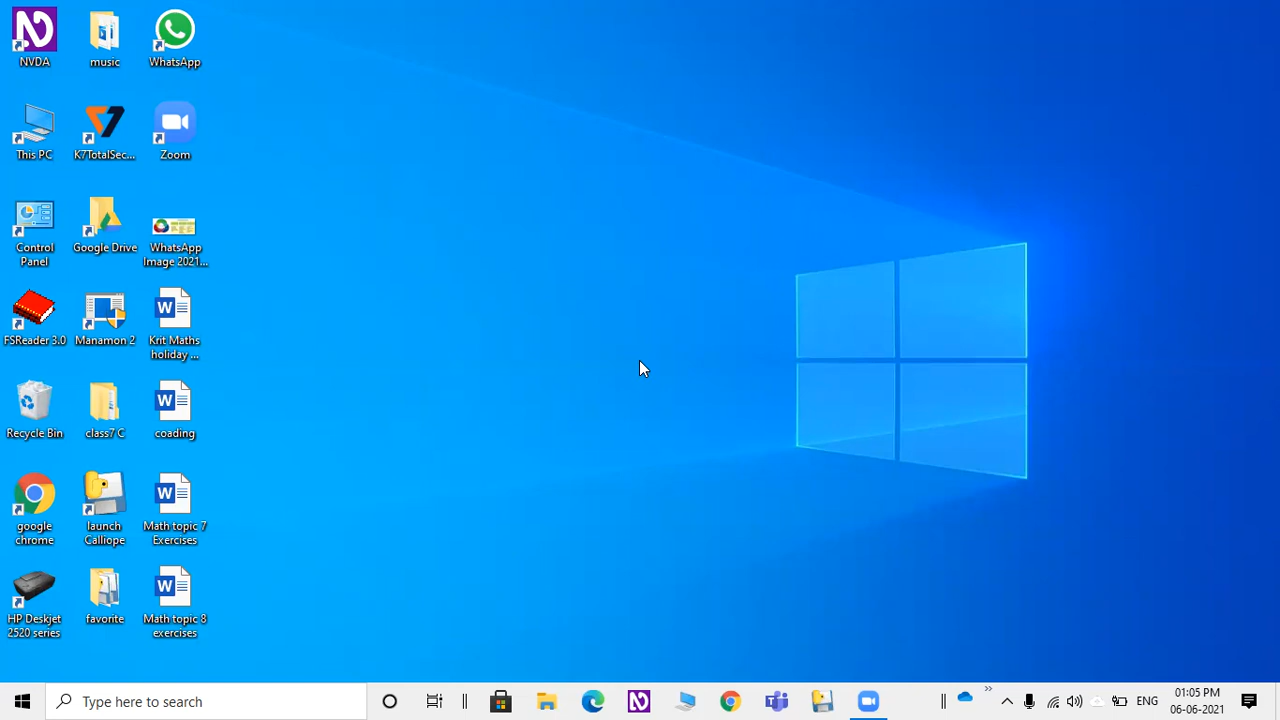 NVDA
music
WhatsApp
This PC
K7TotalSec...
Zoom
Control
Panel
Google Drive
WhatsApp
Image 2021...
FSReader 3.0
Manamon 2
Krit Maths
holiday ...
Recycle Bin
class7 C
coading
google
chrome
launch
Calliope
Math topic 7
Exercises
HP Deskjet
2520 series
favorite
Math topic 8
exercises
Type here to search
ENG
01:05 PM
06-06-2021